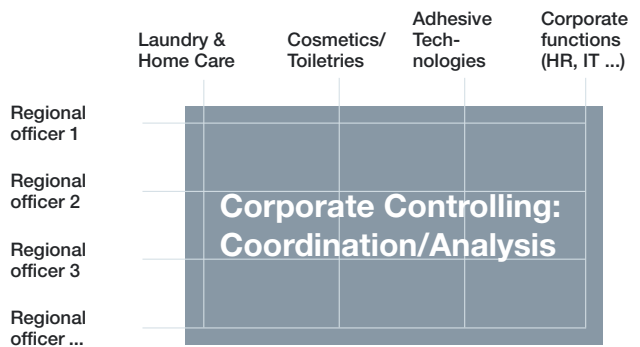 Laundry &
Home Care
Cosmetics/
Toiletries
Adhesive
Tech-
nologies
Corporate
functions
(HR, IT ...)
Regional
officer 1
Regional
officer 2
Regional
officer 3
Regional
officer ...
Corporate Controlling:
Coordination/Analysis